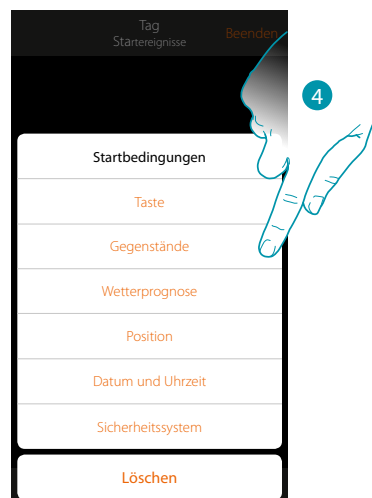 Tag
Startereignisse
Beenden
4
Startbedingungen
Taste
Gegenstände
Wetterprognose
Position
Datum und Uhrzeit
Sicherheitssystem
Löschen